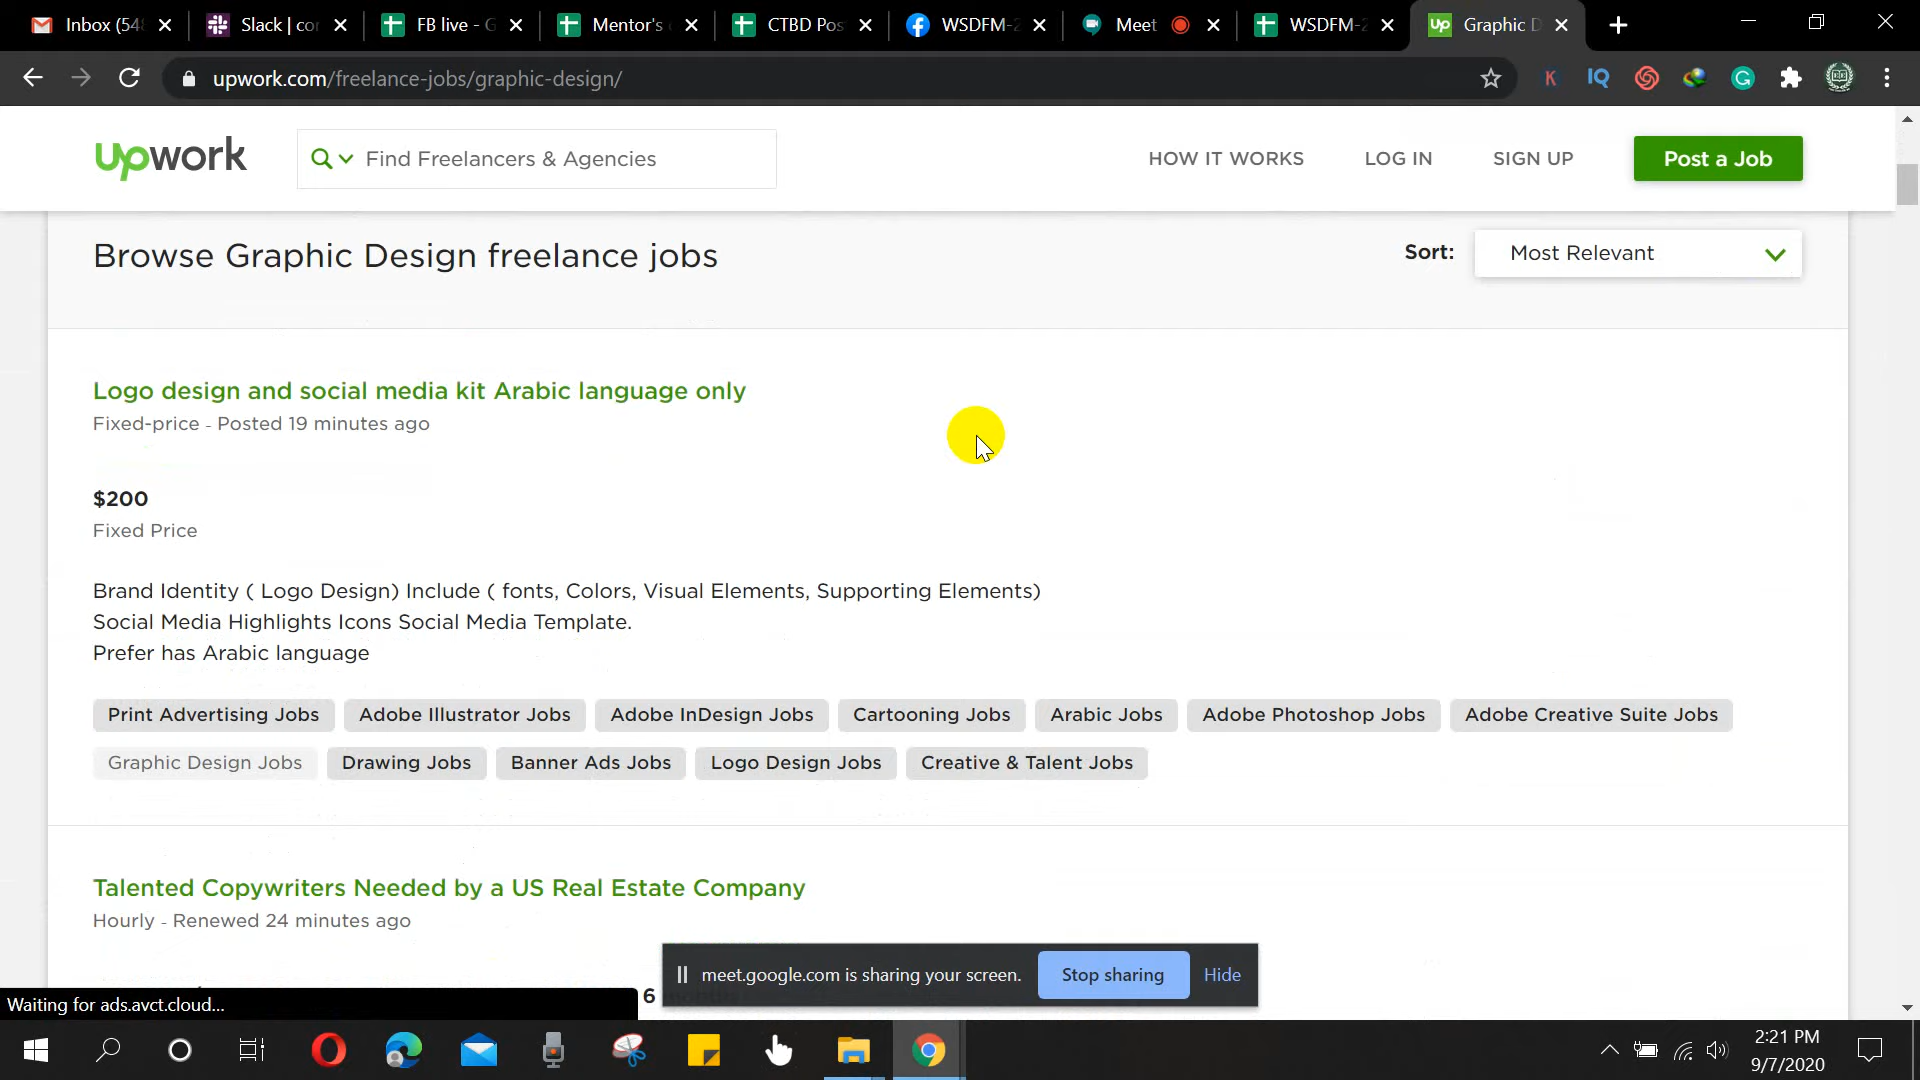 Inbox (548
Slack | co
FB live - G
Mentor's
CTBD Pos
WSDFM-2
Meet
WSDFM-2
Up
Graphic D
upwork.com/freelance-jobs/graphic-design/
K
IQ
G
upwork
Find Freelancers & Agencies
HOW IT WORKS
LOG IN
SIGN UP
Post a Job
Browse Graphic Design freelance jobs
Sort:
Most Relevant
Logo design and social media kit Arabic language only
Fixed-price - Posted 19 minutes ago
$200
Fixed Price
Brand Identity ( Logo Design) Include ( fonts, Colors, Visual Elements, Supporting Elements)
Social Media Highlights Icons Social Media Template.
Prefer has Arabic language
Print Advertising Jobs
Adobe Illustrator Jobs
Adobe InDesign Jobs
Cartooning Jobs
Arabic Jobs
Adobe Photoshop Jobs
Adobe Creative Suite Jobs
Graphic Design Jobs
Drawing Jobs
Banner Ads Jobs
Logo Design Jobs
Creative & Talent Jobs
Talented Copywriters Needed by a US Real Estate Company
Hourly - Renewed 24 minutes ago
6
meet.google.com is sharing your screen.
Stop sharing
Hide
Waiting for ads.avct.cloud...
2:21 PM
9/7/2020